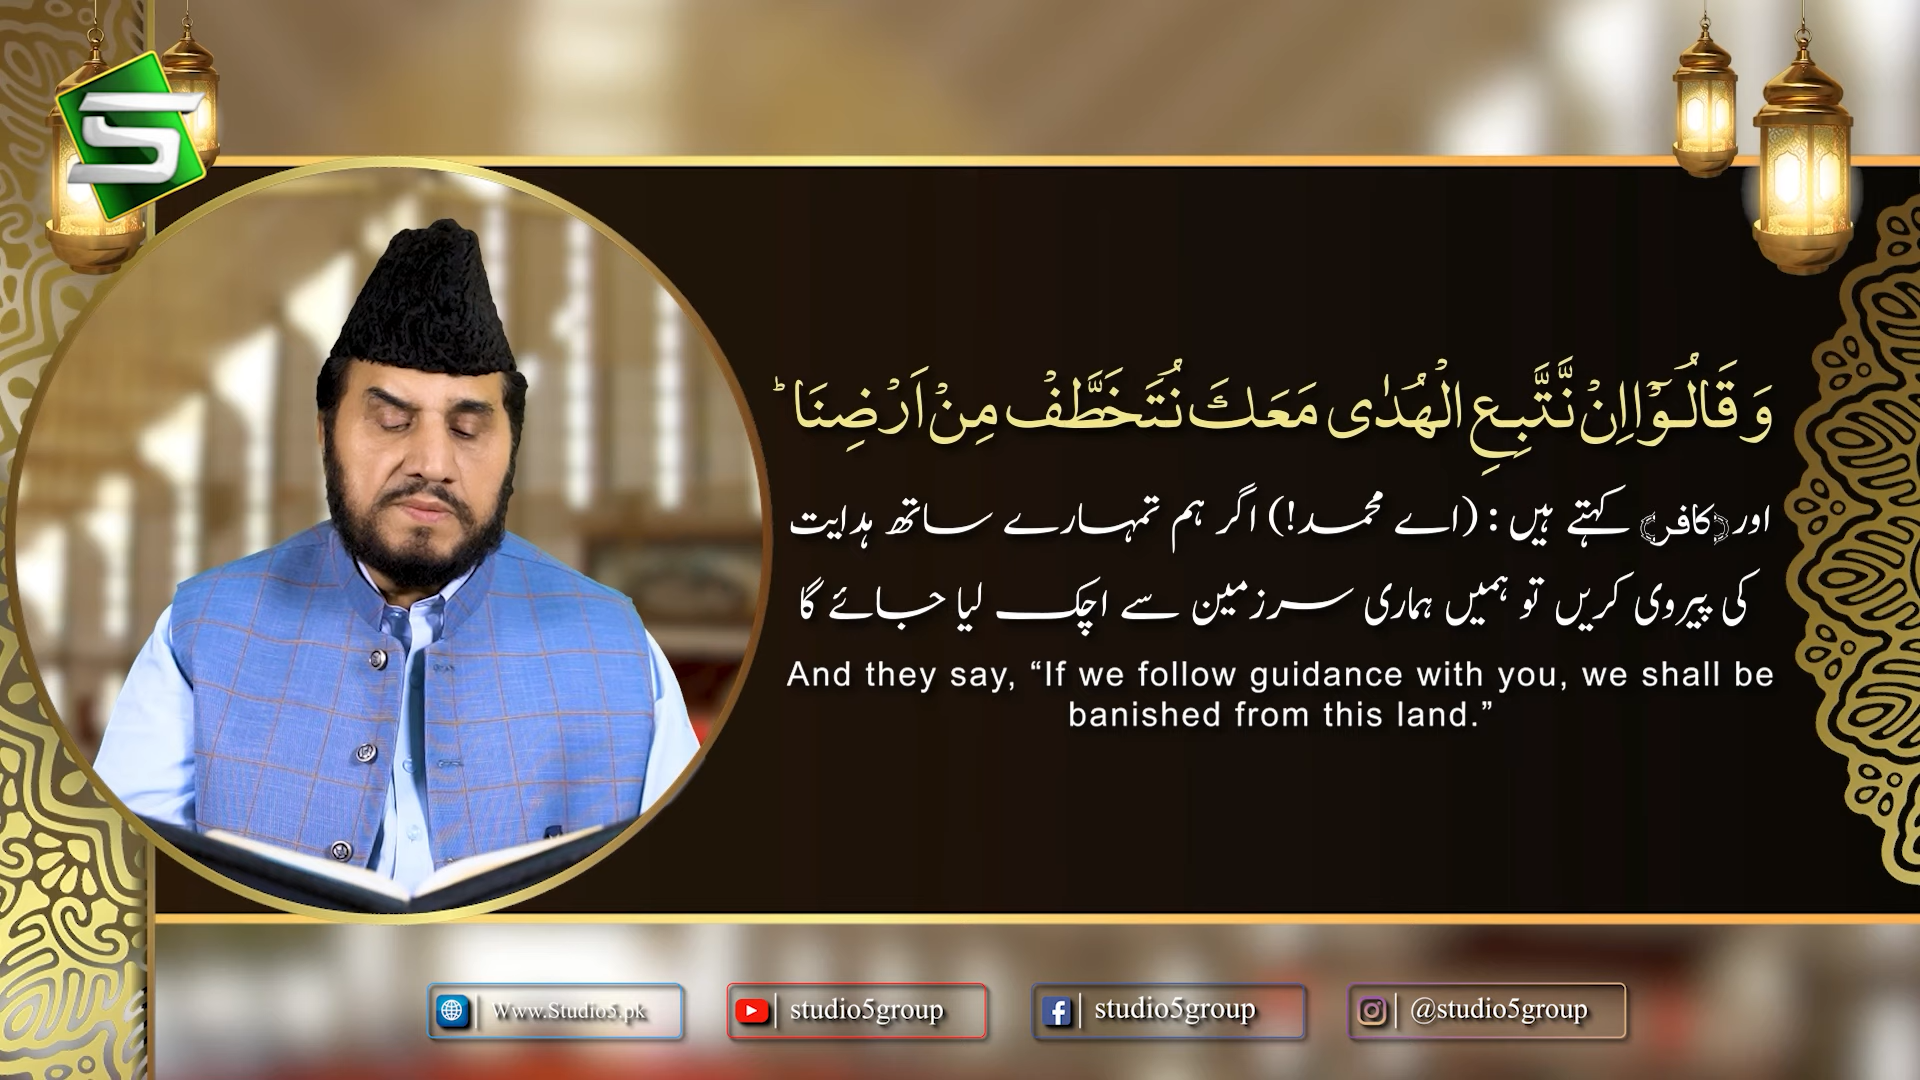 وَ قَالُوْۤا اِنْ نَّتَّبِعِ الْهُدٰى مَعَكَ نُتَخَطَّفْ مِنْ اَرْضِنَا ؕ
اور ﴿کافر﴾ کہتے ہیں : (اے محمد!) اگر ہم تمہارے ساتھ ہدایت
کی پیروی کریں تو ہمیں ہماری سرزمین سے اچک لیا جائے گا
And they say, “If we follow guidance with you, we shall be
banished from this land.”
Www.Studio5.pk
studio5group
studio5group
@studio5group